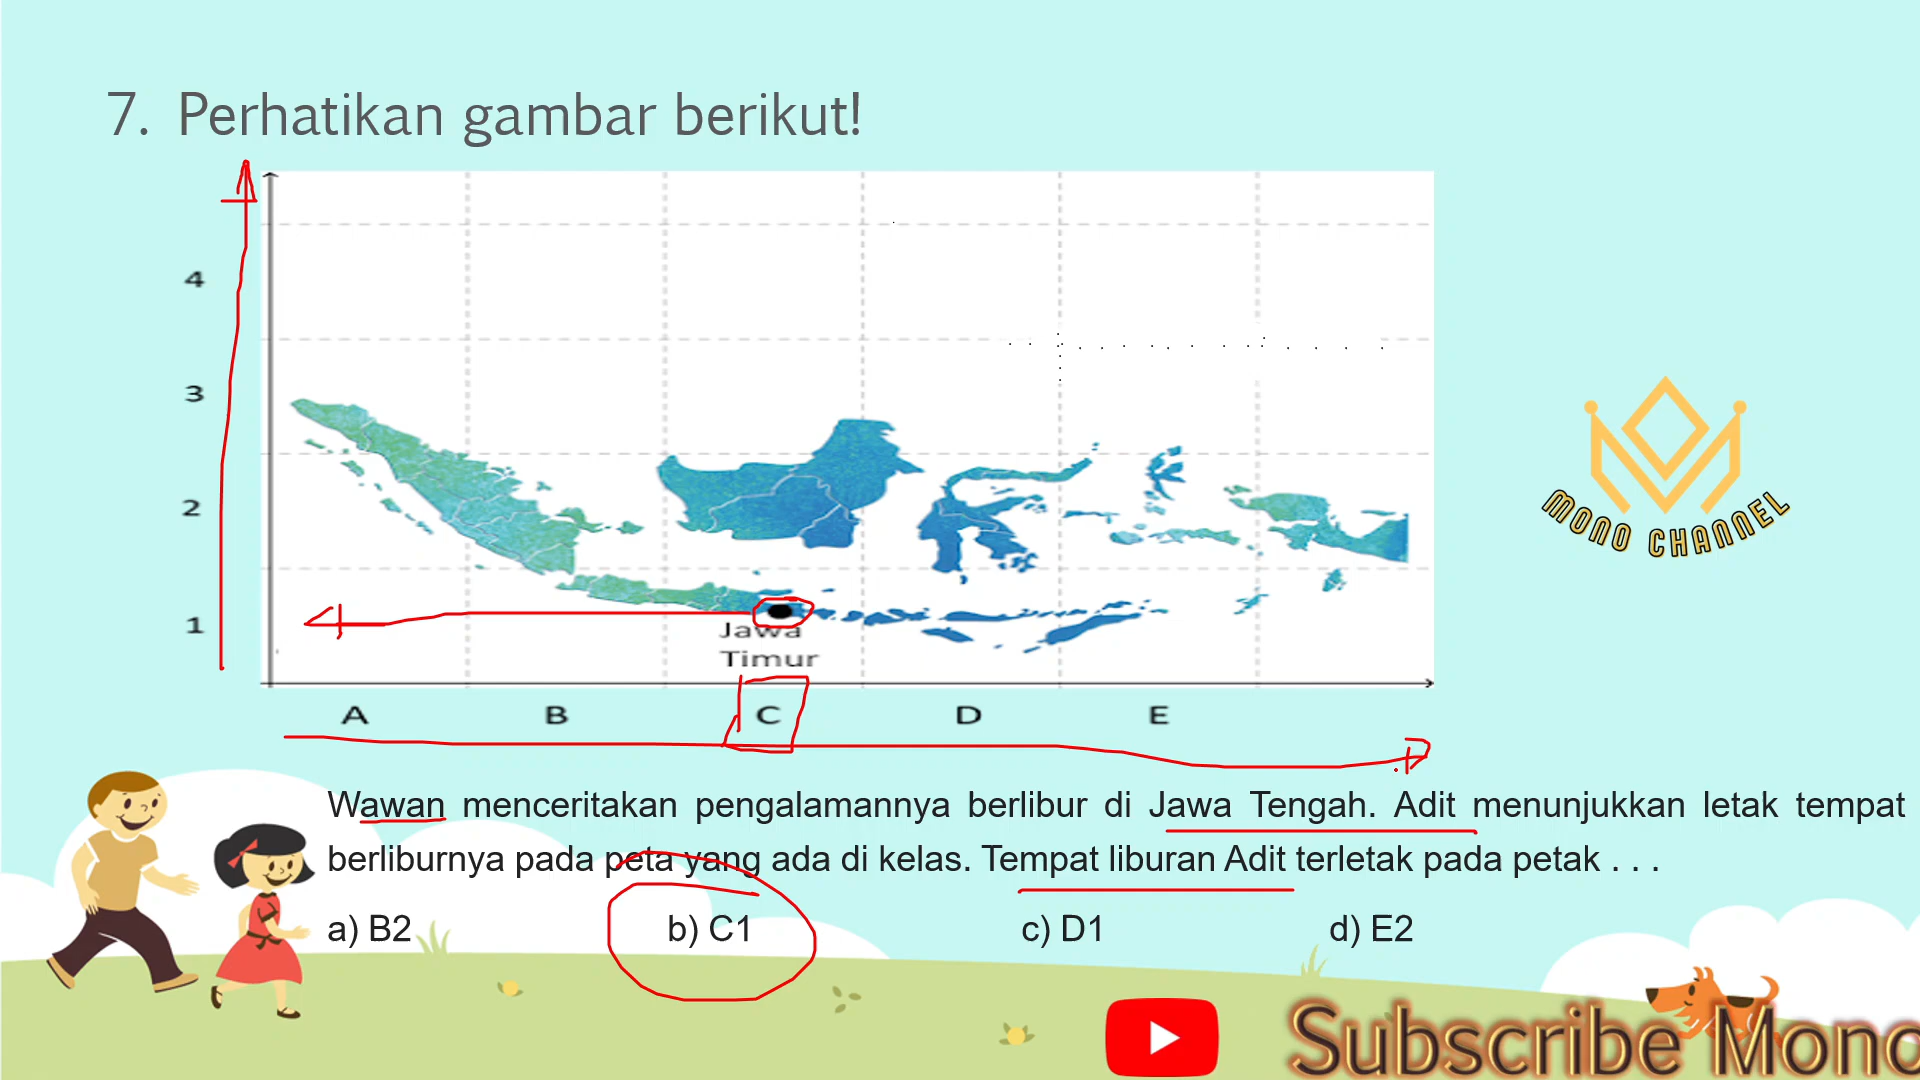 7. Perhatikan gambar berikut!
4
3
2
1
Jawa
Timur
A B C D E
MONO CHANNEL
Wawan menceritakan pengalamannya berlibur di Jawa Tengah. Adit menunjukkan letak tempat
berliburnya pada peta yang ada di kelas. Tempat liburan Adit terletak pada petak . . .
a) B2 b) C1 c) D1 d) E2
Subscribe Mono